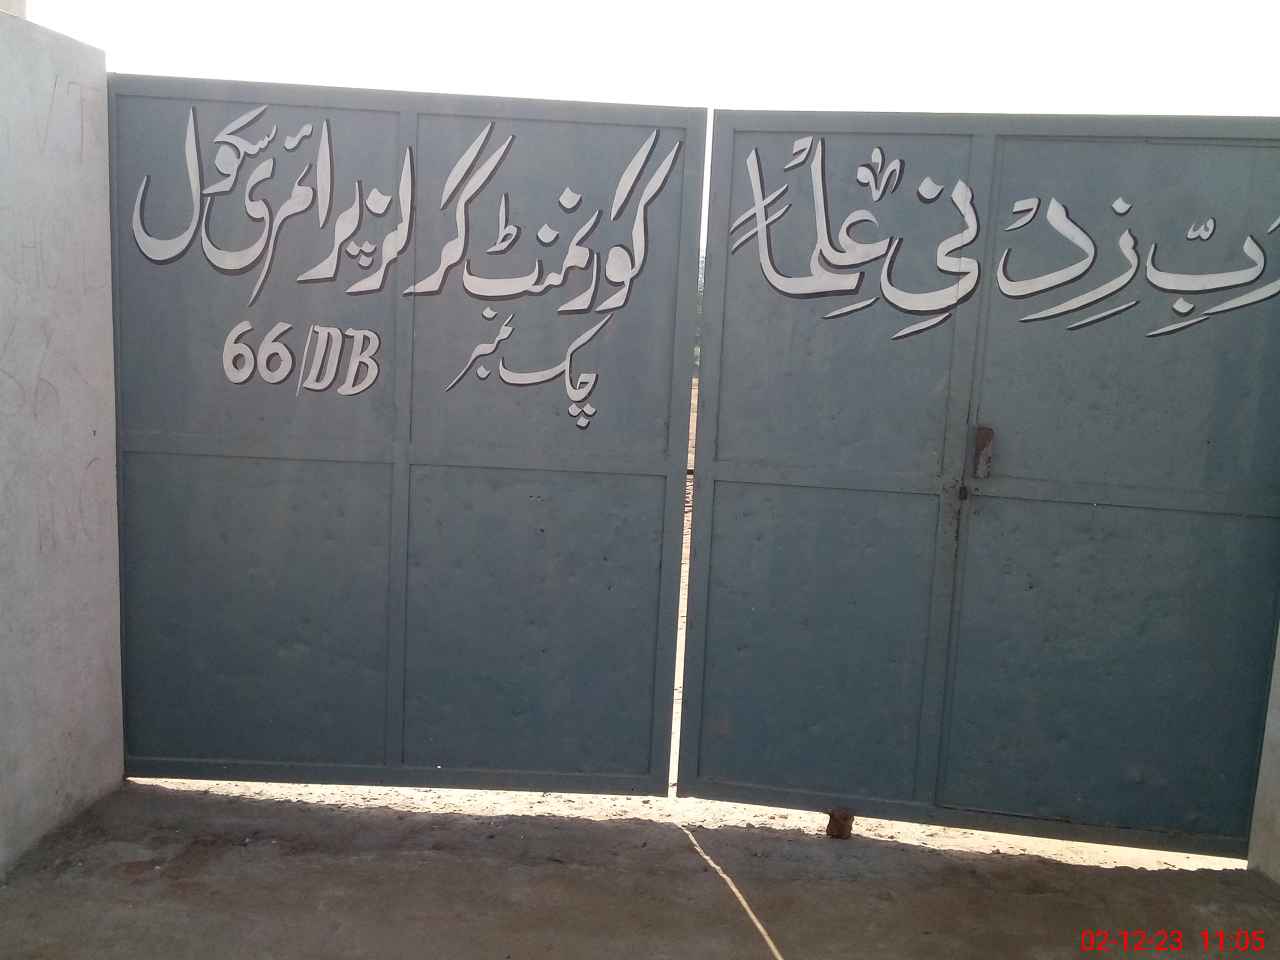 رَبِّ زِدْ نِي عِلْمًا
گورنمنٹ گرلز پرائمری سکول
چک نمبر 66/DB
02-12-23 11:05